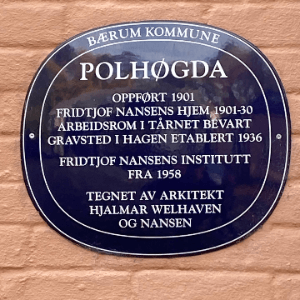 BÆRUM KOMMUNE
POLHØGDA
OPPFØRT 1901
FRIDTJOF NANSENS HJEM 1901-30
ARBEIDSROM I TÅRNET BEVART
GRAVSTED I HAGEN ETABLERT 1936
FRIDTJOF NANSENS INSTITUTT
FRA 1958
TEGNET AV ARKITEKT
HJALMAR WELHAVEN
OG NANSEN